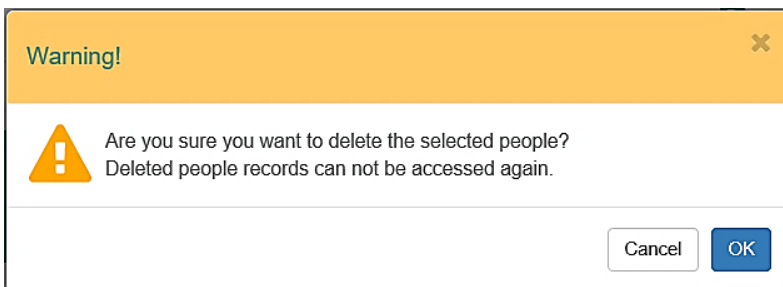 Warning!
Are you sure you want to delete the selected people?
Deleted people records can not be accessed again.
Cancel
OK